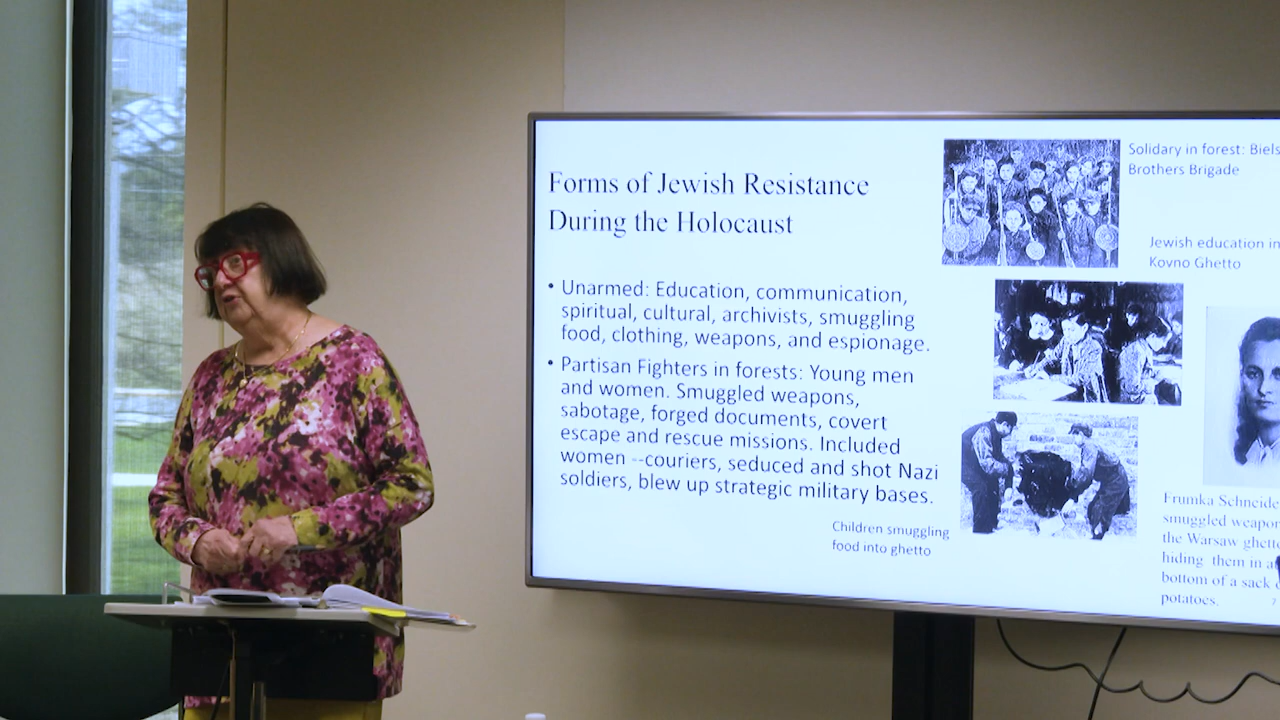 Forms of Jewish Resistance
During the Holocaust
• Unarmed: Education, communication,
spiritual, cultural, archivists, smuggling
food, clothing, weapons, and espionage.
• Partisan Fighters in forests: Young men
and women. Smuggled weapons,
sabotage, forged documents, covert
escape and rescue missions. Included
women --couriers, seduced and shot Nazi
soldiers, blew up strategic military bases.
Children smuggling
food into ghetto
Solidary in forest: Biels
Brothers Brigade
Jewish education in
Kovno Ghetto
Frumka Schneide
smuggled weapon
the Warsaw ghetto
hiding them in a
bottom of a sack
potatoes.
7